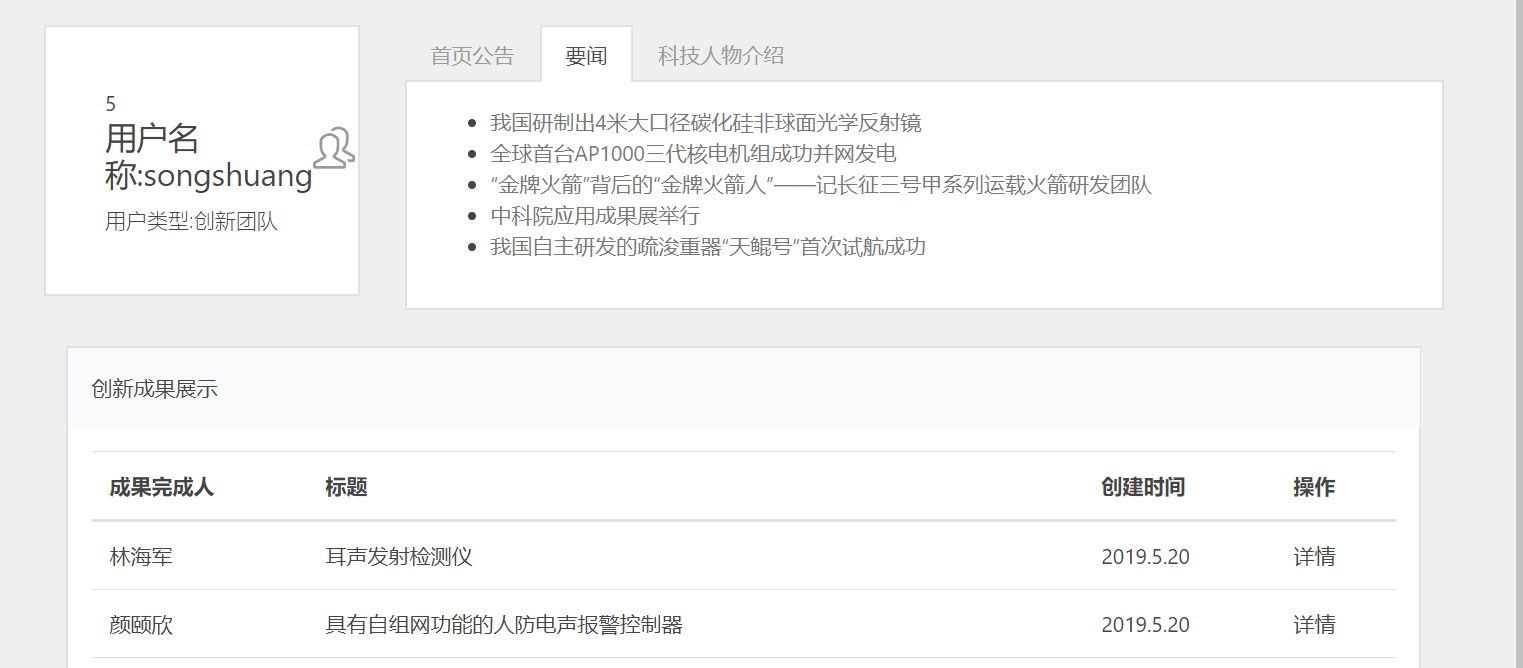 5
用户名
称:songshuang
用户类型:创新团队
首页公告 要闻 科技人物介绍
我国研制出4米大口径碳化硅非球面光学反射镜
全球首台AP1000三代核电机组成功并网发电
“金牌火箭”背后的“金牌火箭人”——记长征三号甲系列运载火箭研发团队
中科院应用成果展举行
我国自主研发的疏浚重器“天鲲号”首次试航成功
创新成果展示
成果完成人 标题 创建时间 操作
林海军 耳声发射检测仪 2019.5.20 详情
颜颐欣 具有自组网功能的人防电声报警控制器 2019.5.20 详情